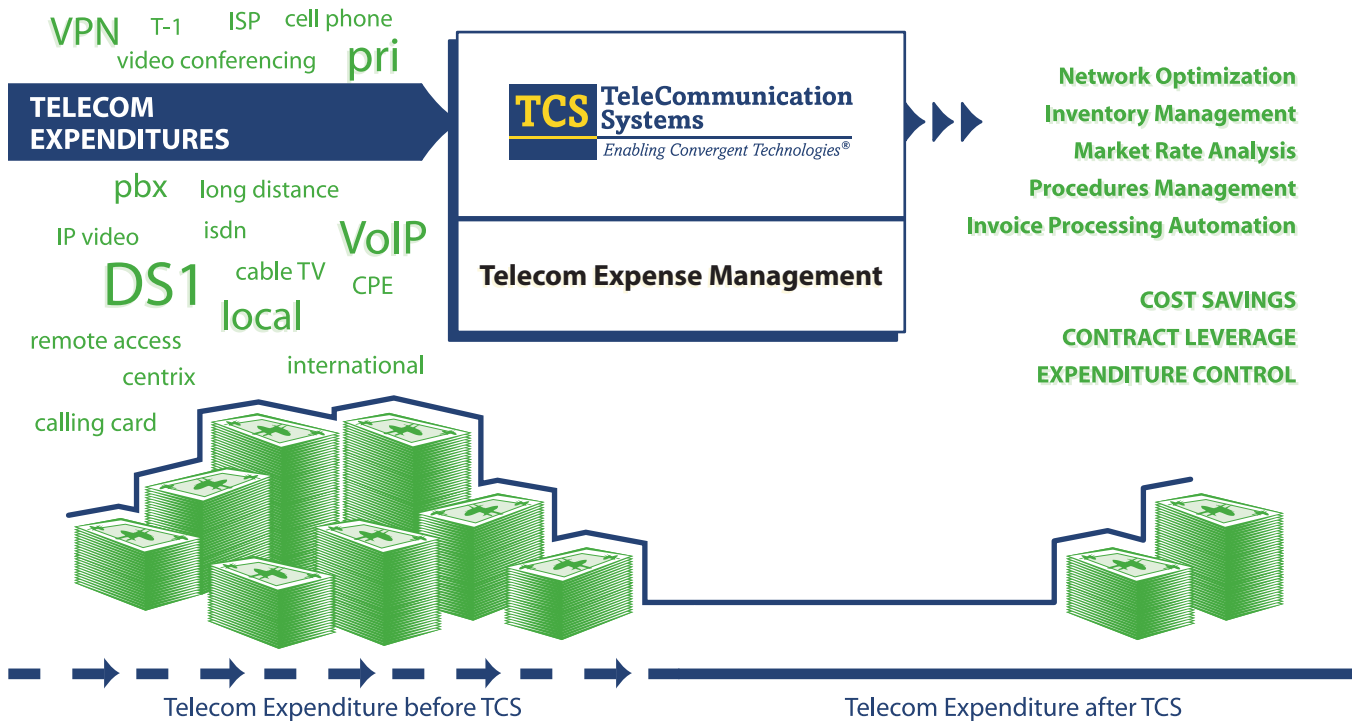 VPN
T-1
ISP
cell phone
video conferencing
pri
TELECOM
EXPENDITURES
pbx
long distance
IP video
isdn
VoIP
DS1
cable TV
CPE
local
remote access
centrix
international
calling card
TCS
TeleCommunication
Systems
Enabling Convergent Technologies®
Telecom Expense Management
Network Optimization
Inventory Management
Market Rate Analysis
Procedures Management
Invoice Processing Automation
COST SAVINGS
CONTRACT LEVERAGE
EXPENDITURE CONTROL
Telecom Expenditure before TCS
Telecom Expenditure after TCS